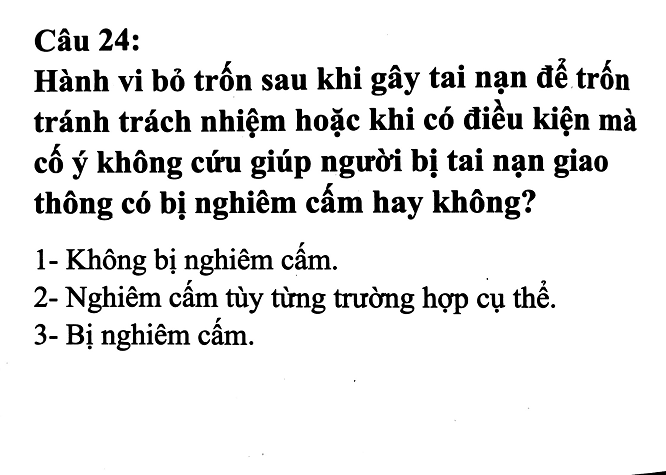 Câu 24:
Hành vi bỏ trốn sau khi gây tai nạn để trốn
tránh trách nhiệm hoặc khi có điều kiện mà
cố ý không cứu giúp người bị tai nạn giao
thông có bị nghiêm cấm hay không?
1- Không bị nghiêm cấm.
2- Nghiêm cấm tùy từng trường hợp cụ thể.
3- Bị nghiêm cấm.